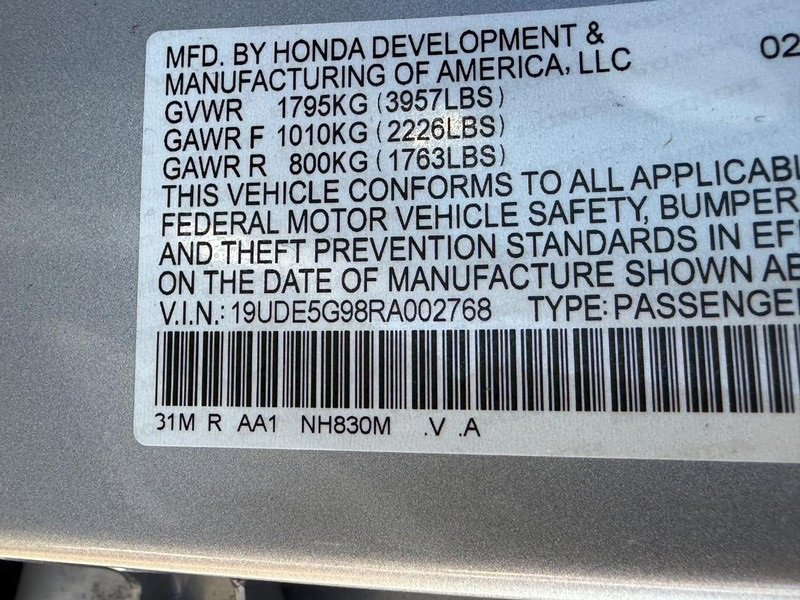 MFD. BY HONDA DEVELOPMENT & 02
MANUFACTURING OF AMERICA, LLC
GVWR 1795KG (3957LBS)
GAWR F 1010KG (2226LBS)
GAWR R 800KG (1763LBS)
THIS VEHICLE CONFORMS TO ALL APPLICABL
FEDERAL MOTOR VEHICLE SAFETY, BUMPER
AND THEFT PREVENTION STANDARDS IN EFF
ON THE DATE OF MANUFACTURE SHOWN AB
V.I.N.: 19UDE5G98RA002768 TYPE: PASSENGE
31M R AA1 NH830M .V .A